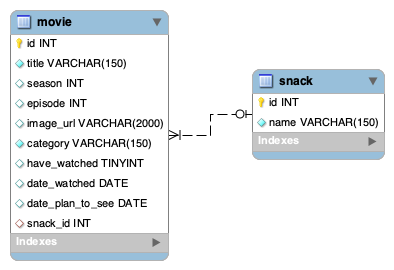 movie
id INT
title VARCHAR(150)
season INT
episode INT
image_url VARCHAR(2000)
category VARCHAR(150)
have_watched TINYINT
date_watched DATE
date_plan_to_see DATE
snack_id INT
Indexes
snack
id INT
name VARCHAR(150)
Indexes